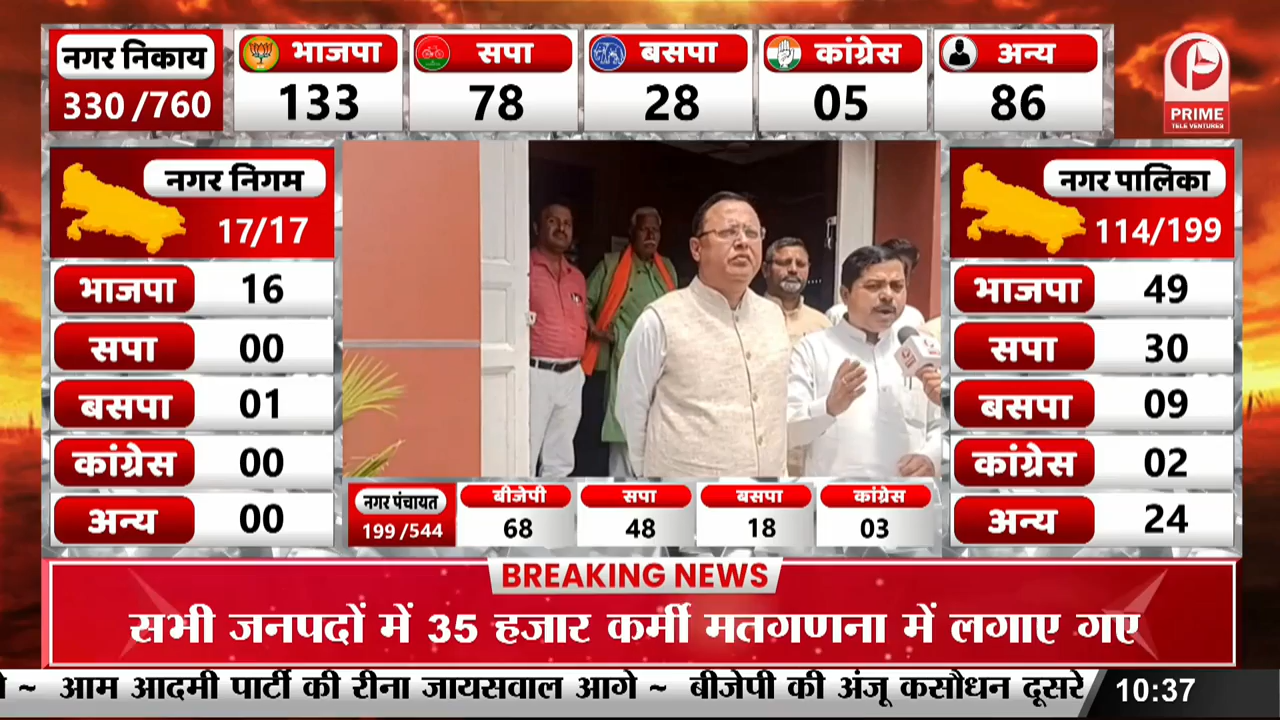 नगर निकाय
330/760
भाजपा
133
सपा
78
बसपा
28
कांग्रेस
05
अन्य
86
PRIME
TELE VENTURES
नगर निगम
17/17
भाजपा 16
सपा 00
बसपा 01
कांग्रेस 00
अन्य 00
नगर पालिका
114/199
भाजपा 49
सपा 30
बसपा 09
कांग्रेस 02
अन्य 24
नगर पंचायत
199/544
बीजेपी
68
सपा
48
बसपा
18
कांग्रेस
03
BREAKING NEWS
सभी जनपदों में 35 हजार कर्मी मतगणना में लगाए गए
~ आम आदमी पार्टी की रीना जायसवाल आगे ~ बीजेपी की अंजू कसौधन दूसरे
10:37